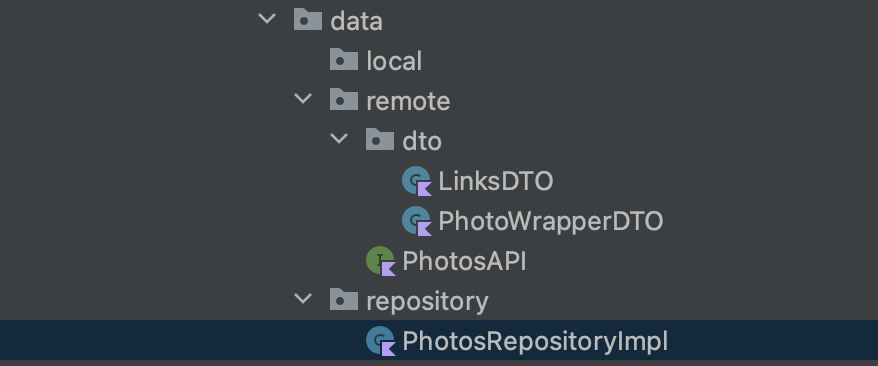 data
local
remote
dto
LinksDTO
PhotoWrapperDTO
PhotosAPI
repository
PhotosRepositoryImpl